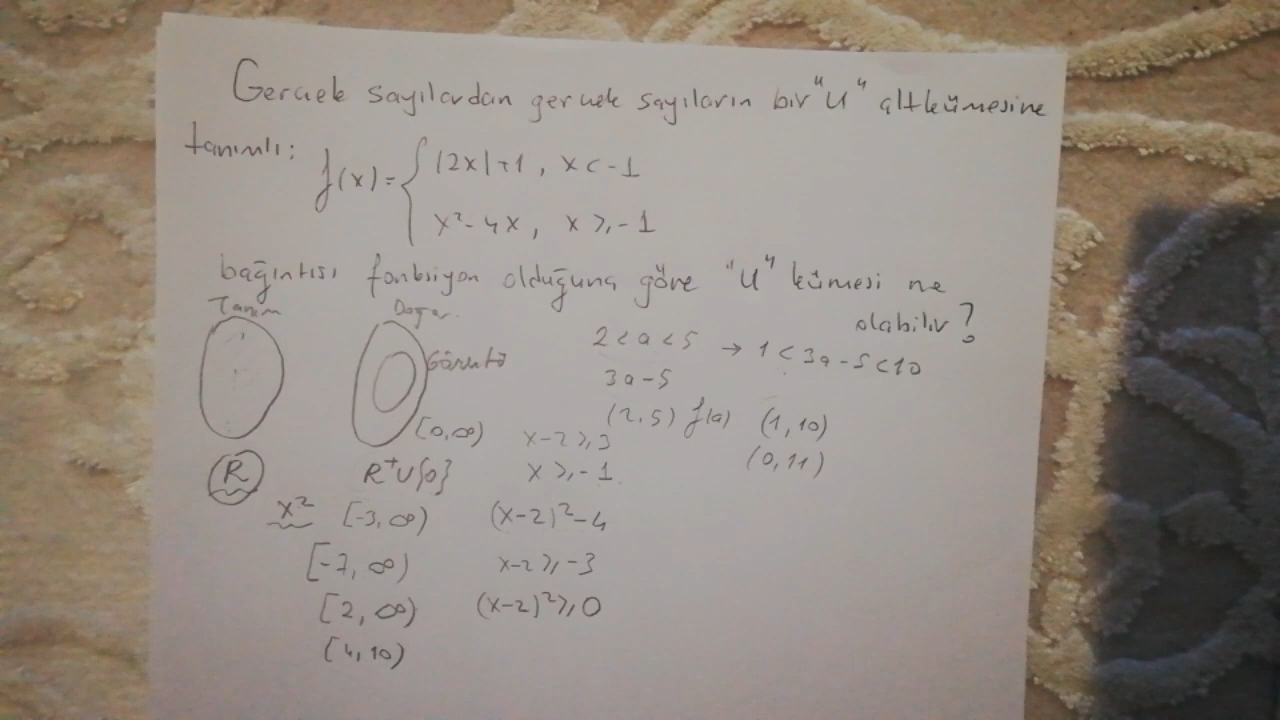 Gerçek sayılardan gerçek sayıların bir "U" altkümesine
tanımlı:
f(x) = { |2x|+1, x < -1
x² - 4x, x ≥ -1
bağıntısı fonksiyon olduğuna göre "U" kümesi ne
olabilir?
Tanım Değer
Görüntü
2 < a < 5 → 1 < 3a - 5 < 10
3a - 5
(2,5) f(a) (1,10)
(0,11)
[0,∞) x-2 ≥ 3
R R⁺∪{0} x ≥ -1
x² [-3,∞) (x-2)² - 4
[-7,∞) x-2 ≥ -3
[2,∞) (x-2)² ≥ 0
[4,10)